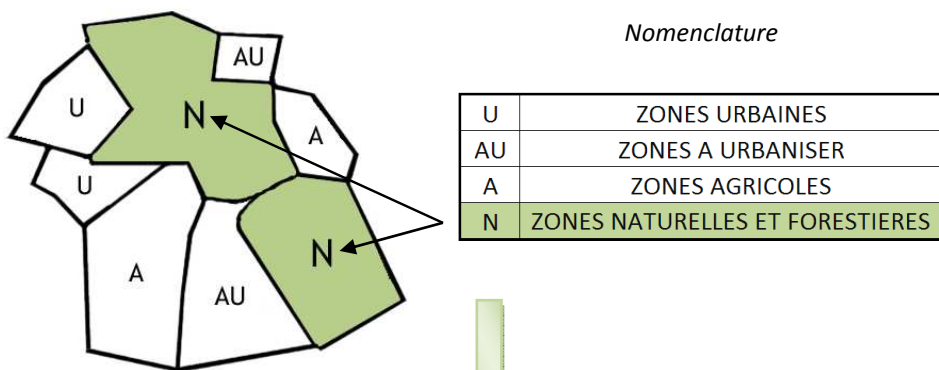 Nomenclature
AU
U
N
A
U
N
A
AU
U ZONES URBAINES
AU ZONES A URBANISER
A ZONES AGRICOLES
N ZONES NATURELLES ET FORESTIERES